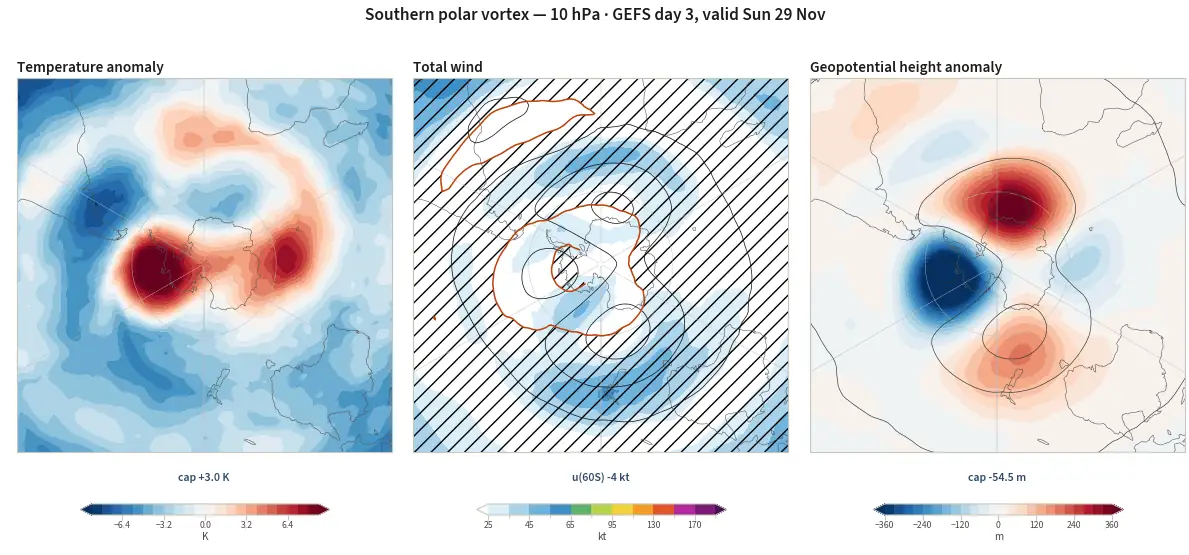 Southern polar vortex — 10 hPa · GEFS day 3, valid Sun 29 Nov
Temperature anomaly
Total wind
Geopotential height anomaly
cap +3.0 K
u(60S) -4 kt
cap -54.5 m
−6.4 −3.2 0.0 3.2 6.4
K
25 45 65 95 130 170
kt
−360 −240 −120 0 120 240 360
m